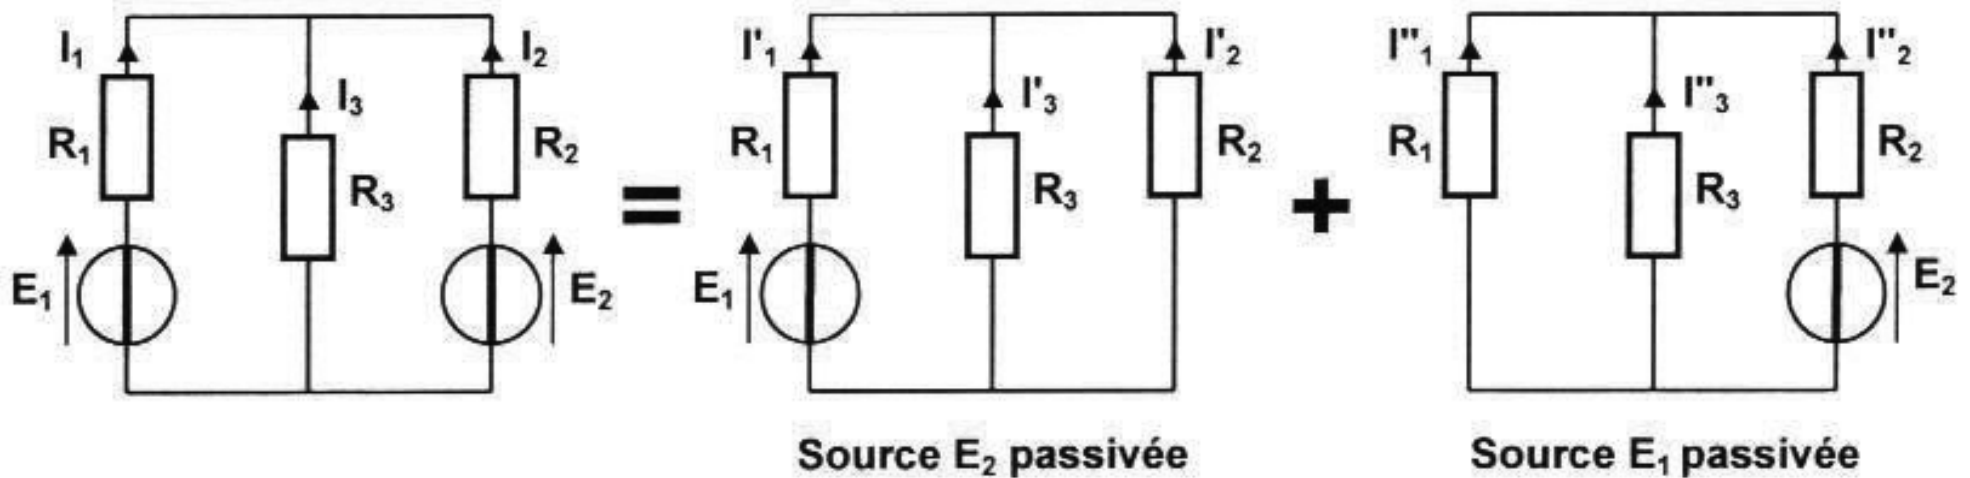 I₁ I₂ I'₁ I'₂ I"₁ I"₂
I₃ I'₃ I"₃
R₁ R₂ R₁ R₂ R₁ R₂
R₃ = R₃ + R₃
E₁ E₂ E₁ E₂
Source E₂ passivée Source E₁ passivée